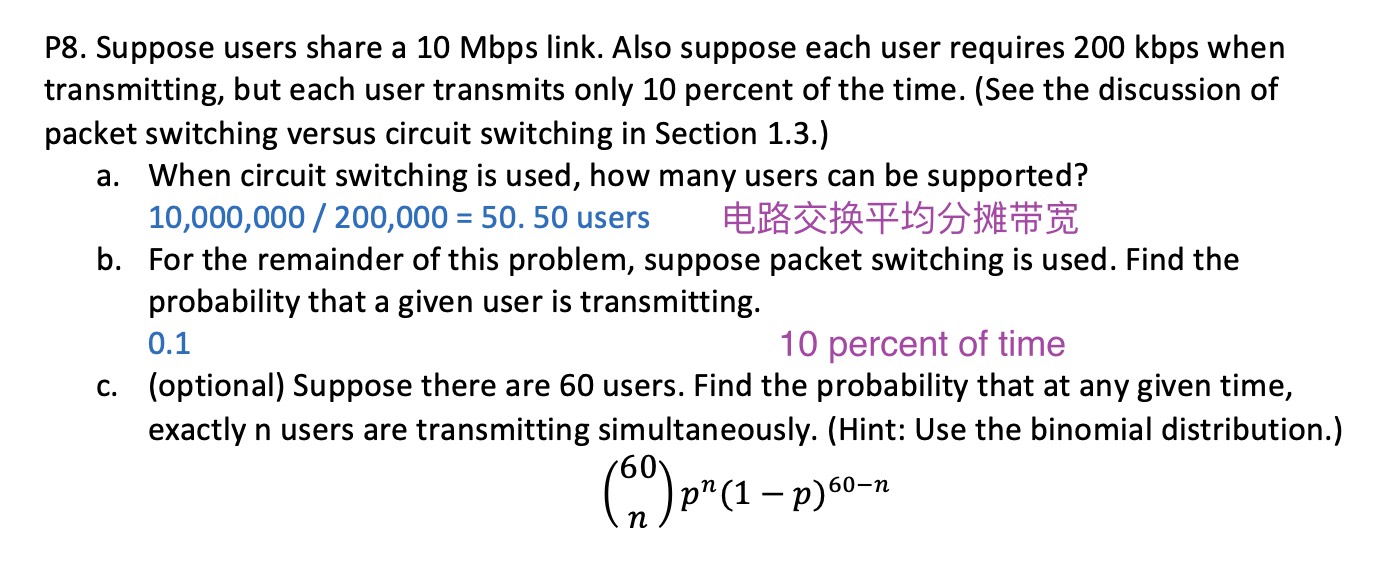 P8. Suppose users share a 10 Mbps link. Also suppose each user requires 200 kbps when
transmitting, but each user transmits only 10 percent of the time. (See the discussion of
packet switching versus circuit switching in Section 1.3.)
a. When circuit switching is used, how many users can be supported?
10,000,000 / 200,000 = 50. 50 users 电路交换平均分摊带宽
b. For the remainder of this problem, suppose packet switching is used. Find the
probability that a given user is transmitting.
0.1 10 percent of time
c. (optional) Suppose there are 60 users. Find the probability that at any given time,
exactly n users are transmitting simultaneously. (Hint: Use the binomial distribution.)
$\binom{60}{n} p^n (1 - p)^{60-n}$